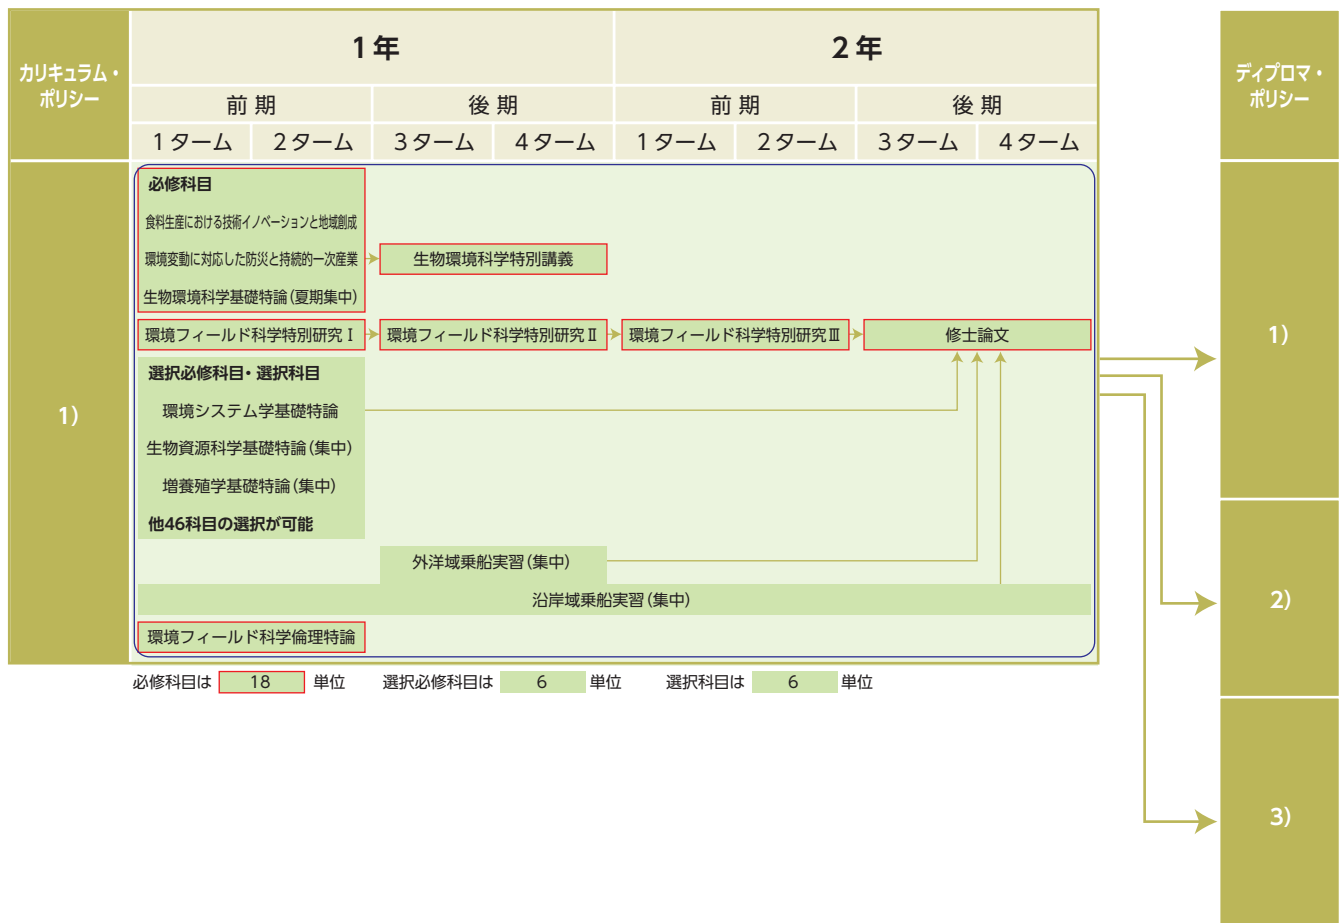 カリキュラム・
ポリシー
1年
2年
ディプロマ・
ポリシー
前期
後期
前期
後期
1ターム
2ターム
3ターム
4ターム
1ターム
2ターム
3ターム
4ターム
1)
必修科目
食料生産における技術イノベーションと地域創成
環境変動に対応した防災と持続的一次産業
生物環境科学特別講義
生物環境科学基礎特論(夏期集中)
環境フィールド科学特別研究Ⅰ
環境フィールド科学特別研究Ⅱ
環境フィールド科学特別研究Ⅲ
修士論文
選択必修科目・選択科目
環境システム学基礎特論
生物資源科学基礎特論(集中)
増養殖学基礎特論(集中)
他46科目の選択が可能
外洋域乗船実習(集中)
沿岸域乗船実習(集中)
環境フィールド科学倫理特論
1)
2)
3)
必修科目は 18 単位 選択必修科目は 6 単位 選択科目は 6 単位